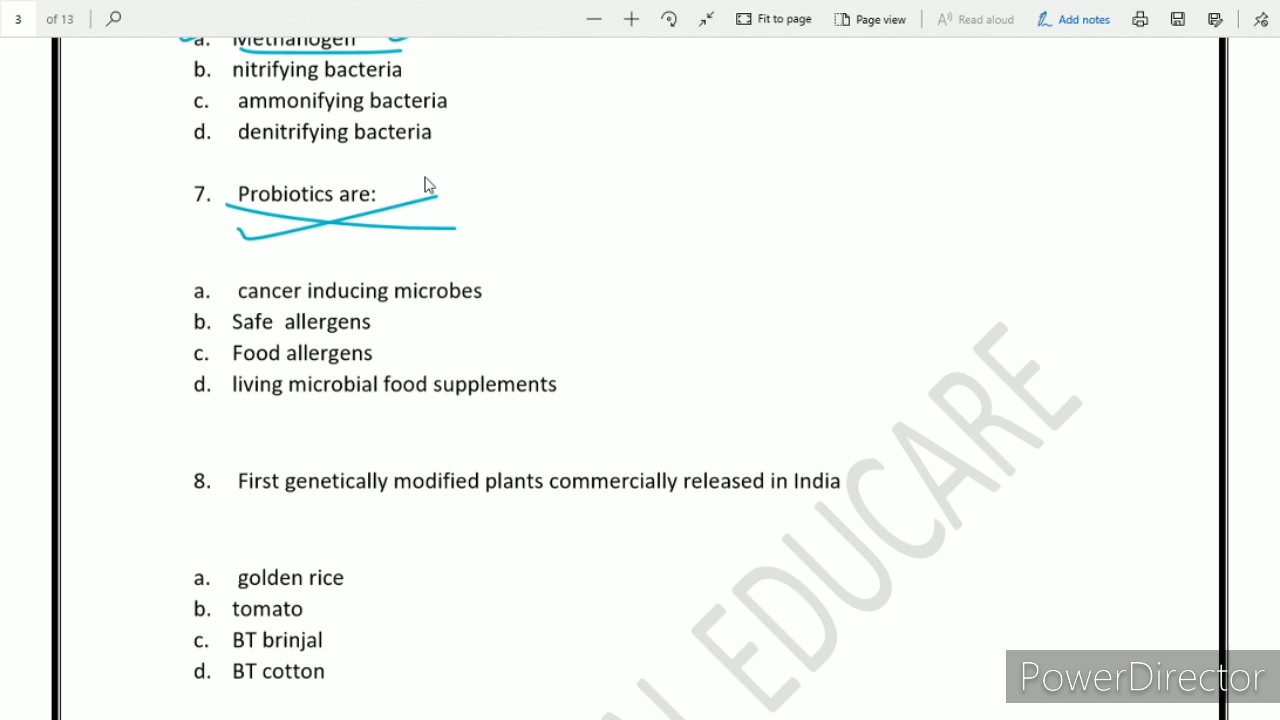 3 of 13 Fit to page Page view Read aloud Add notes
a. Methanogen
b. nitrifying bacteria
c. ammonifying bacteria
d. denitrifying bacteria
7. Probiotics are:
a. cancer inducing microbes
b. Safe allergens
c. Food allergens
d. living microbial food supplements
8. First genetically modified plants commercially released in India
a. golden rice
b. tomato
c. BT brinjal
d. BT cotton
EDUCARE
PowerDirector